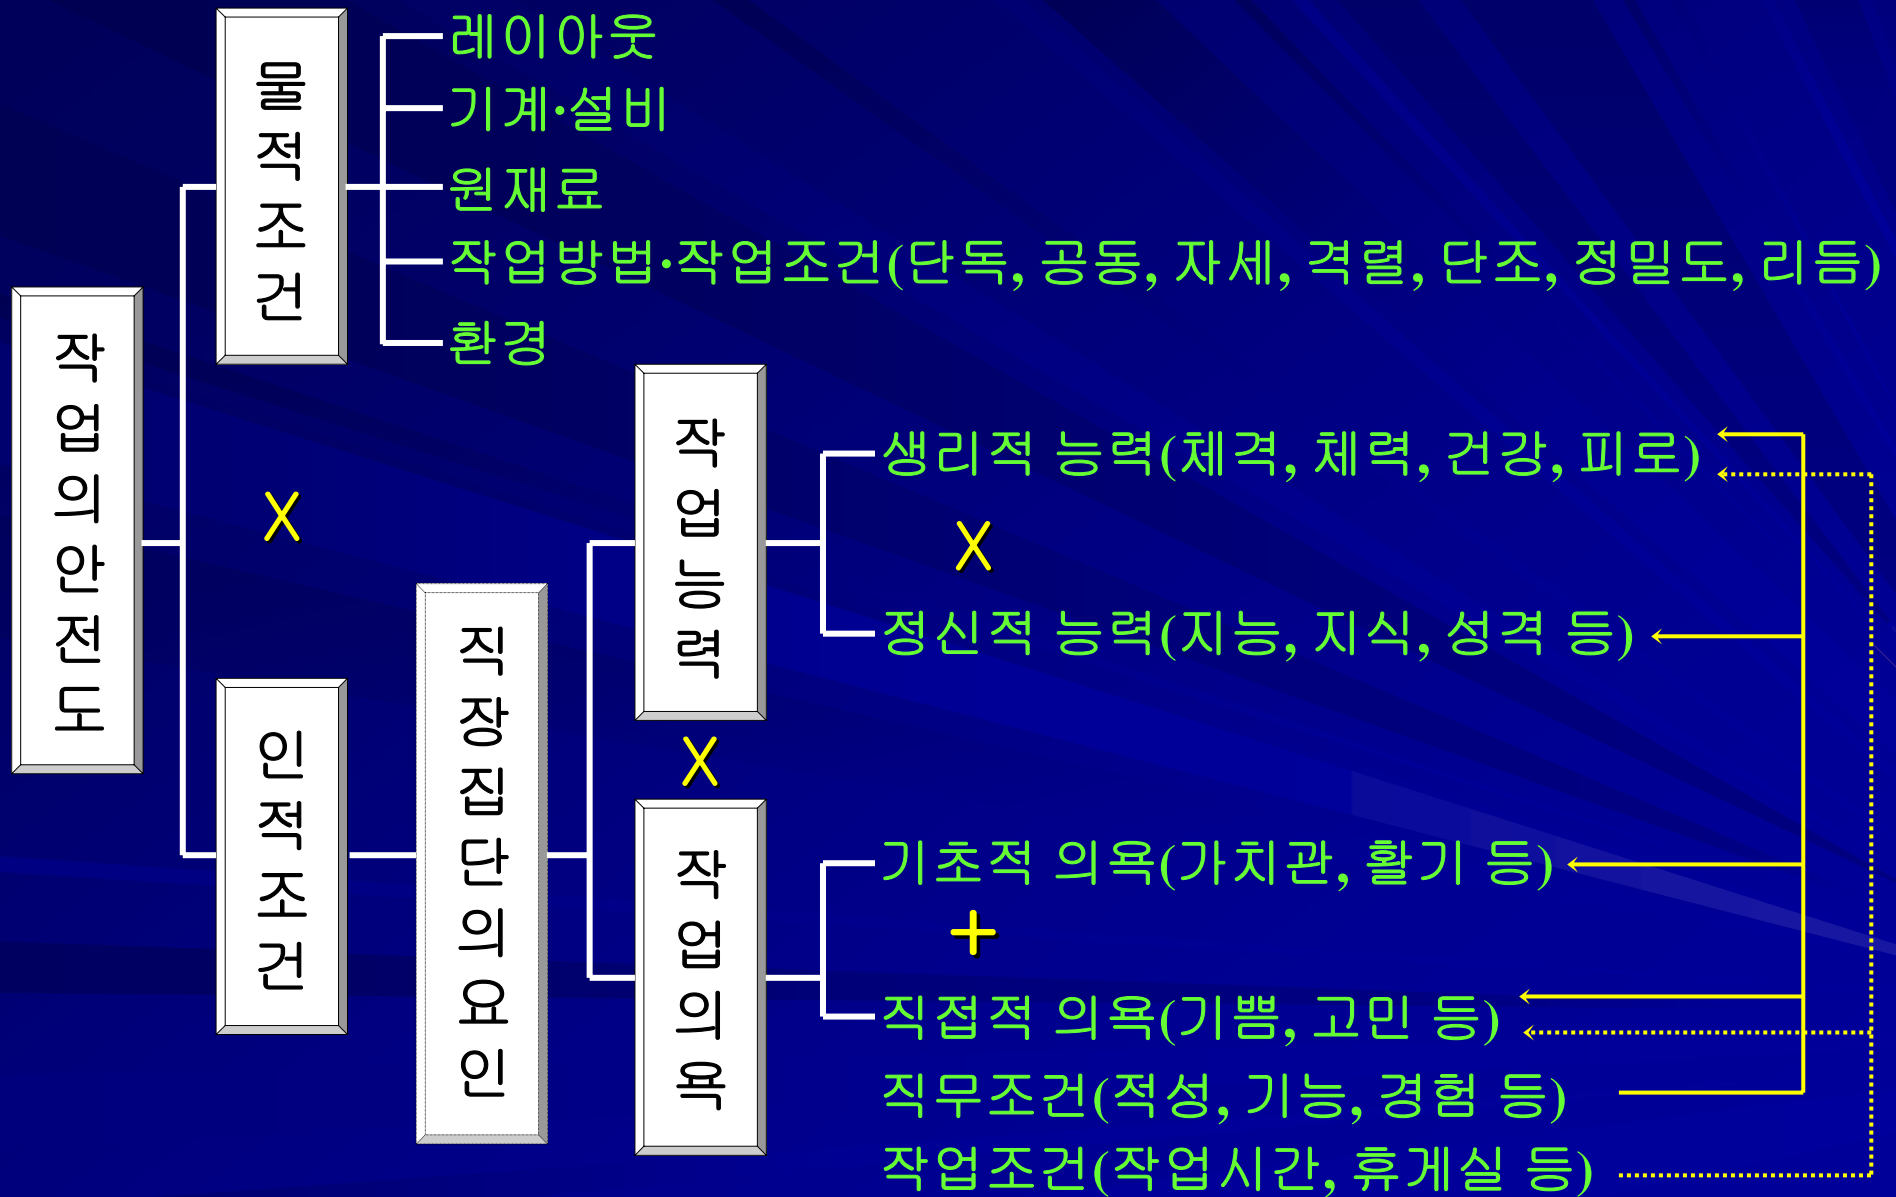 작업의안전도
물적조건
레이아웃
기계·설비
원재료
작업방법·작업조건(단독, 공동, 자세, 격렬, 단조, 정밀도, 리듬)
환경
X
인적조건
직장집단의요인
작업능력
생리적 능력(체격, 체력, 건강, 피로)
X
정신적 능력(지능, 지식, 성격 등)
X
작업의욕
기초적 의욕(가치관, 활기 등)
+
직접적 의욕(기쁨, 고민 등)
직무조건(적성, 기능, 경험 등)
작업조건(작업시간, 휴게실 등)